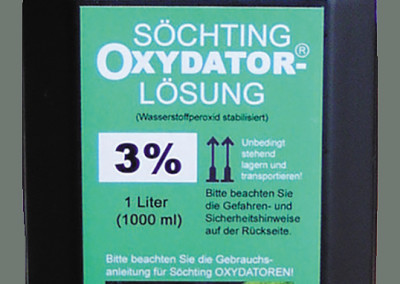 SÖCHTING
OXYDATOR®-
LÖSUNG
(Wasserstoffperoxid stabilisiert)
3%
Unbedingt
stehend
lagern und
transportieren!
1 Liter
(1000 ml)
Bitte beachten Sie
die Gefahren- und
Sicherheitshinweise
auf der Rückseite.
Bitte beachten Sie die Gebrauchs-
anleitung für Söchting OXYDATOREN!